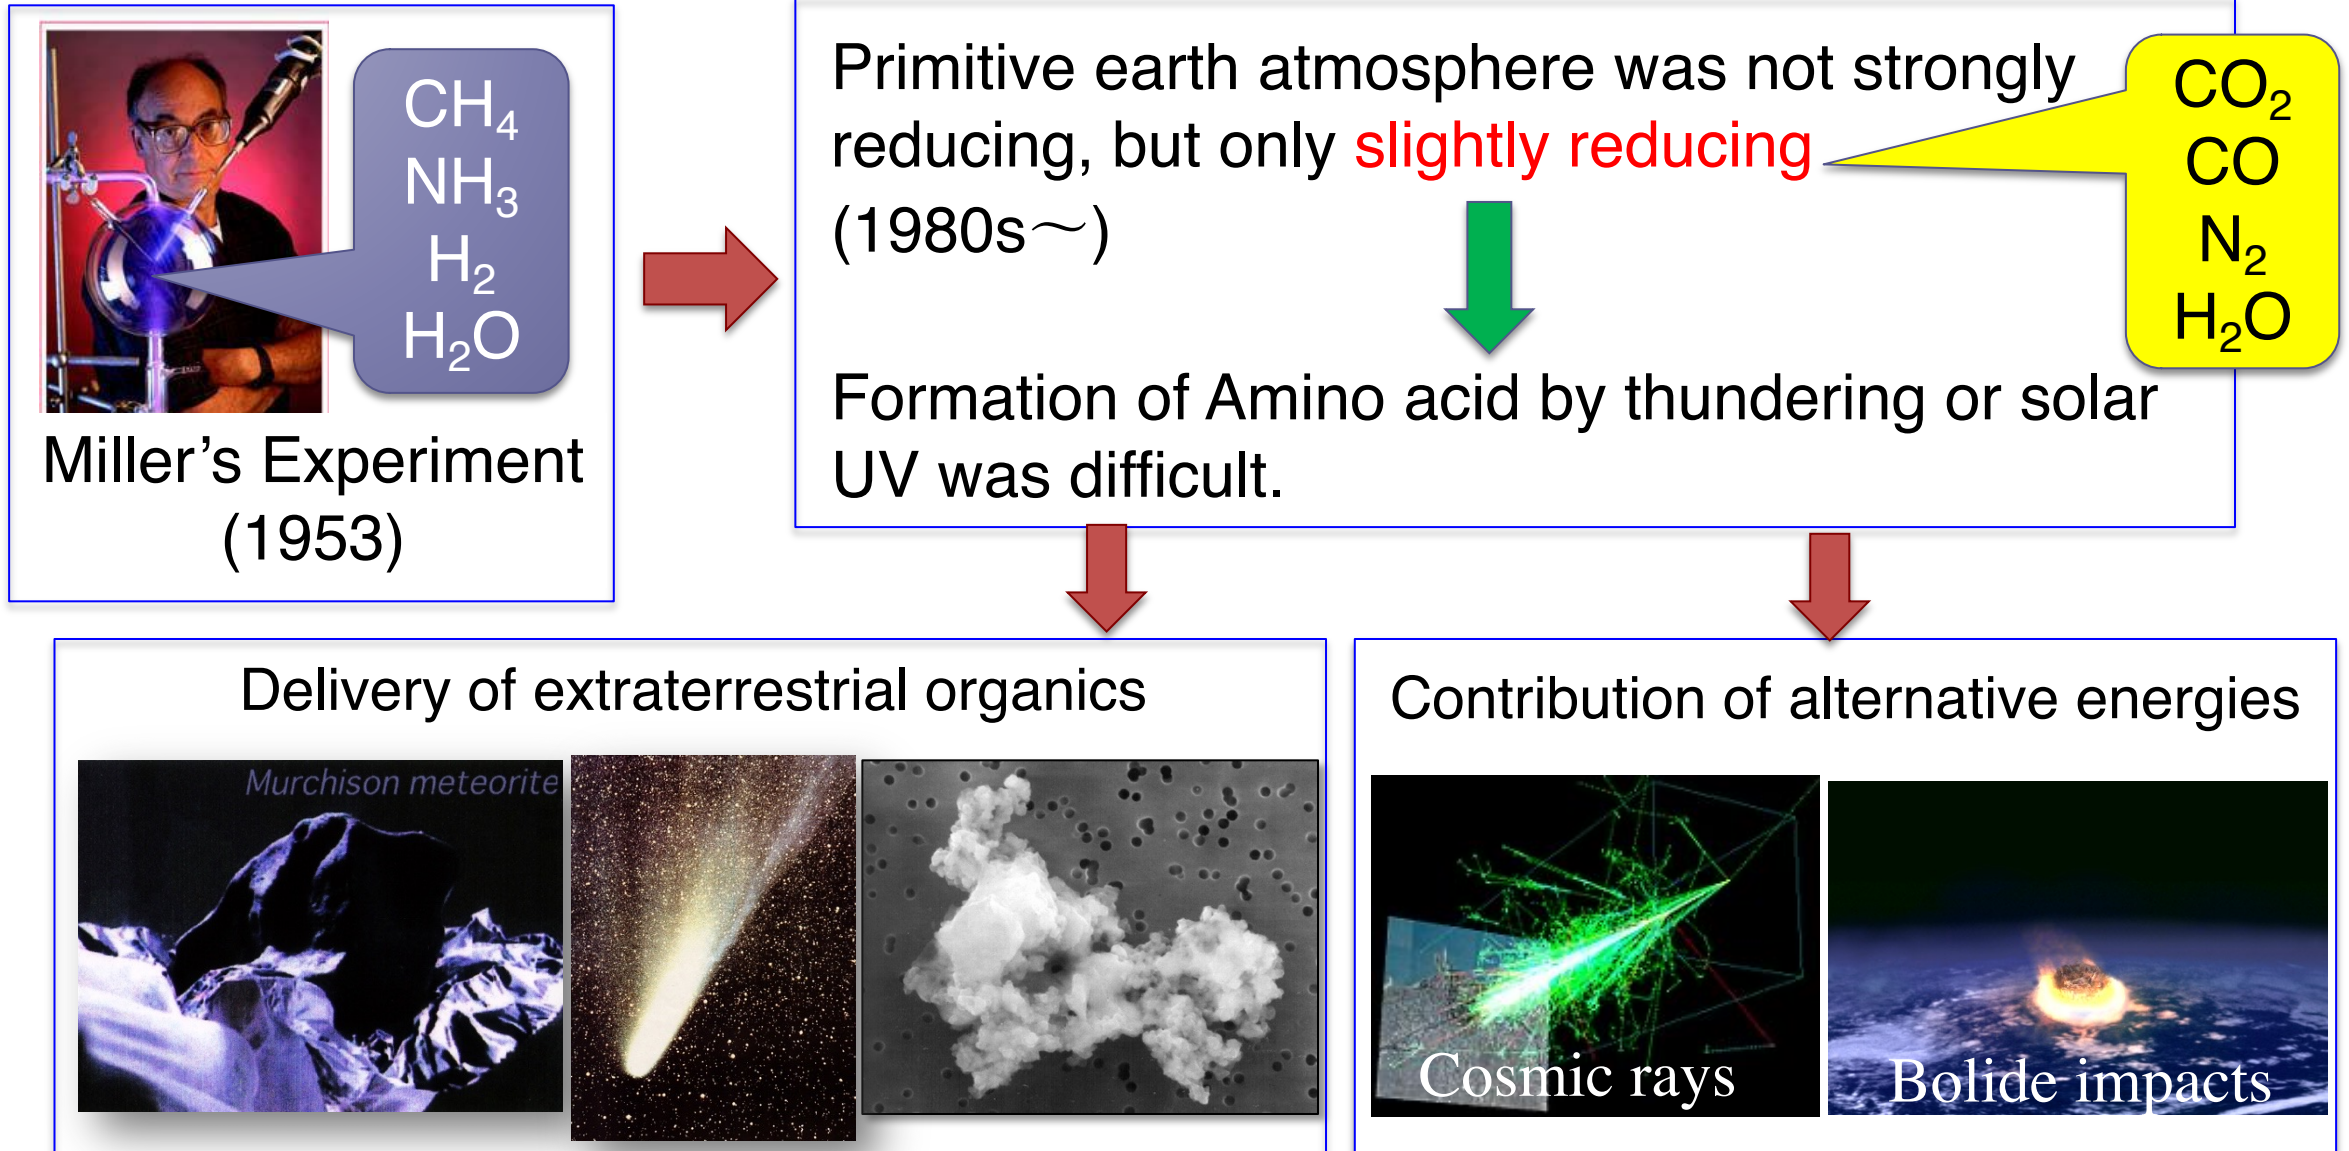 CH₄
NH₃
H₂
H₂O
Miller’s Experiment
(1953)
Primitive earth atmosphere was not strongly
reducing, but only slightly reducing
(1980s～)
CO₂
CO
N₂
H₂O
Formation of Amino acid by thundering or solar
UV was difficult.
Delivery of extraterrestrial organics
Murchison meteorite
Contribution of alternative energies
Cosmic rays
Bolide impacts